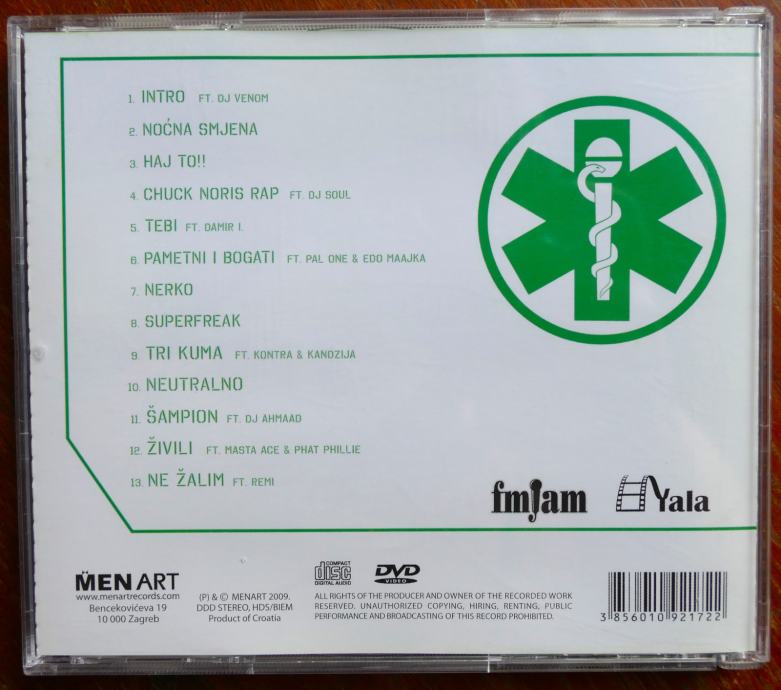 1. INTRO FT. DJ VENOM
2. NOĆNA SMJENA
3. HAJ TO!!
4. CHUCK NORIS RAP FT. DJ SOUL
5. TEBI FT. DAMIR I.
6. PAMETNI I BOGATI FT. PAL ONE & EDO MAAJKA
7. NERKO
8. SUPERFREAK
9. TRI KUMA FT. KONTRA & KANDZIJA
10. NEUTRALNO
11. ŠAMPION FT. DJ AHMAAD
12. ŽIVILI FT. MASTA ACE & PHAT PHILLIE
13. NE ŽALIM FT. REMI
fmjam
Yala
MENART
www.menartrecords.com
Bencekovićeva 19
10 000 Zagreb
(P) & © MENART 2009.
DDD STEREO, HDS/BIEM
Product of Croatia
COMPACT
disc
DIGITAL AUDIO
DVD
VIDEO
ALL RIGHTS OF THE PRODUCER AND OWNER OF THE RECORDED WORK
RESERVED. UNAUTHORIZED COPYING, HIRING, RENTING, PUBLIC
PERFORMANCE AND BROADCASTING OF THIS RECORD PROHIBITED.
3 856010 921722